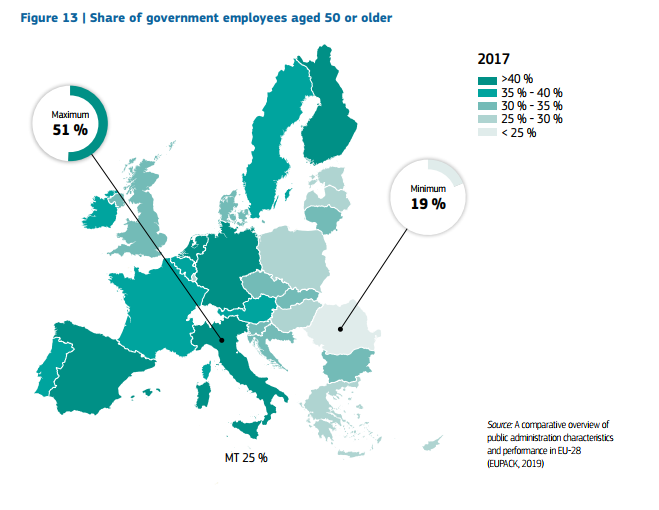 Figure 13 | Share of government employees aged 50 or older
2017
>40 %
35 % - 40 %
30 % - 35 %
25 % - 30 %
< 25 %
Maximum
51 %
Minimum
19 %
MT 25 %
Source: A comparative overview of
public administration characteristics
and performance in EU-28
(EUPACK, 2019)